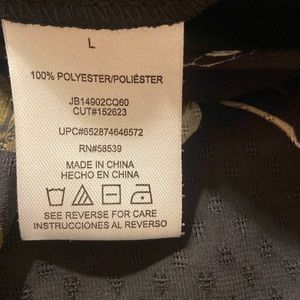 L
100% POLYESTER/POLIÉSTER
JB14902CQ60
CUT#152623
UPC#652874646572
RN#58539
MADE IN CHINA
HECHO EN CHINA
SEE REVERSE FOR CARE
INSTRUCCIONES AL REVERSO